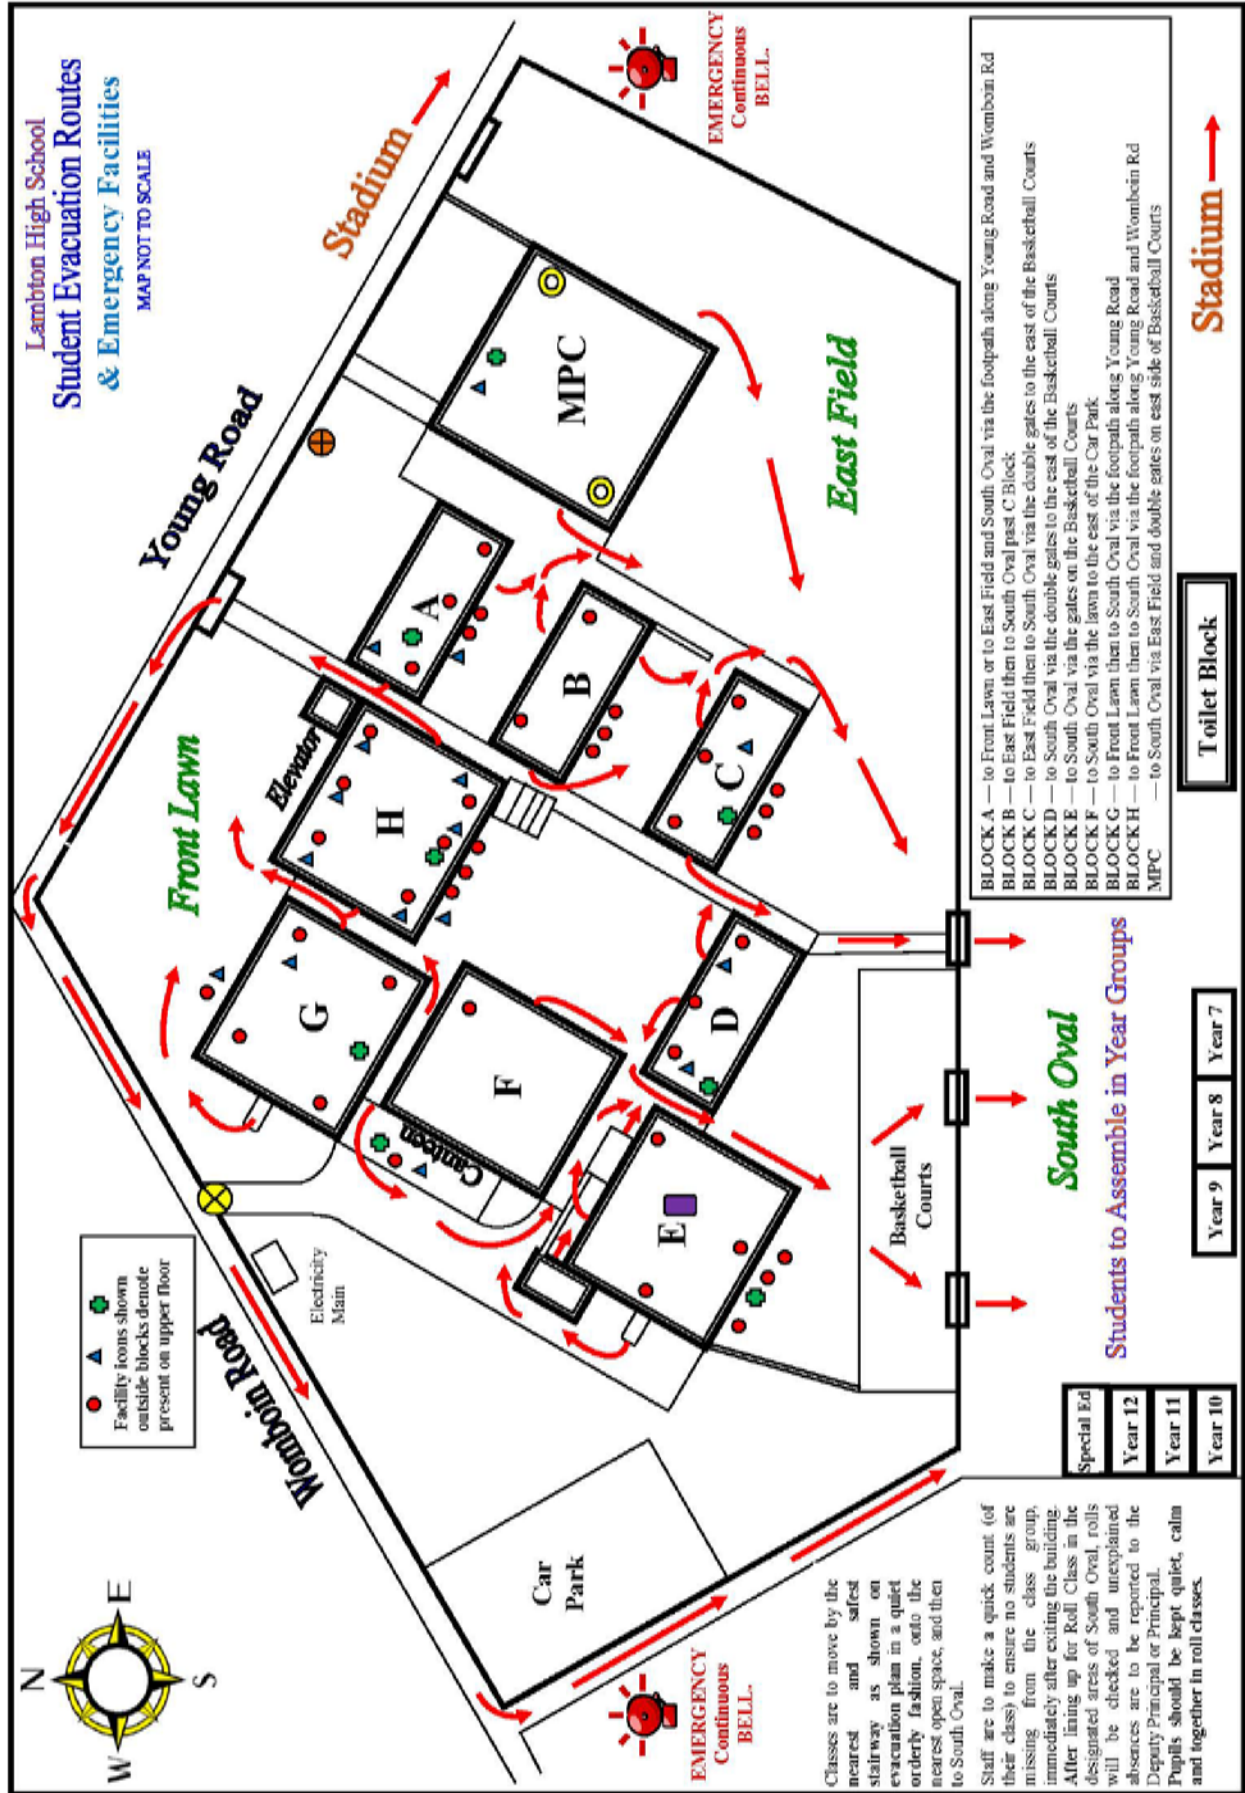 Lambton High School
Student Evacuation Routes
& Emergency Facilities
MAP NOT TO SCALE
N
W
E
S
Facility icons shown
outside blocks denote
present on upper floor
Young Road
Stadium
Womboin Road
Front Lawn
Elevator
Electricity
Main
Canteen
East Field
A
B
C
D
E
F
G
H
MPC
Car
Park
Basketball
Courts
EMERGENCY
Continuous
BELL.
EMERGENCY
Continuous
BELL.
Classes are to move by the
nearest and safest
stairway as shown on
evacuation plan in a quiet
orderly fashion. onto the
nearest open space, and then
to South Oval.
Staff are to make a quick count (of
their class) to ensure no students are
missing from the class group,
immediately after exiting the building.
After lining up for Roll Class in the
designated areas of South Oval, rolls
will be checked and unexplained
absences are to be reported to the
Deputy Principal or Principal.
Pupils should be kept quiet, calm
and together in roll classes.
Special Ed
Year 12
Year 11
Year 10
South Oval
Students to Assemble in Year Groups
Year 9
Year 8
Year 7
BLOCK A — to Front Lawn or to East Field and South Oval via the footpath along Young Road and Womboin Rd
BLOCK B — to East Field then to South Oval past C Block
BLOCK C — to East Field then to South Oval via the double gates to the east of the Basketball Courts
BLOCK D — to South Oval via the double gates to the east of the Basketball Courts
BLOCK E — to South Oval via the gates on the Basketball Courts
BLOCK F — to South Oval via the lawn to the east of the Car Park
BLOCK G — to Front Lawn then to South Oval via the footpath along Young Road
BLOCK H — to Front Lawn then to South Oval via the footpath along Young Road and Womboin Rd
MPC — to South Oval via East Field and double gates on east side of Basketball Courts
Toilet Block
Stadium